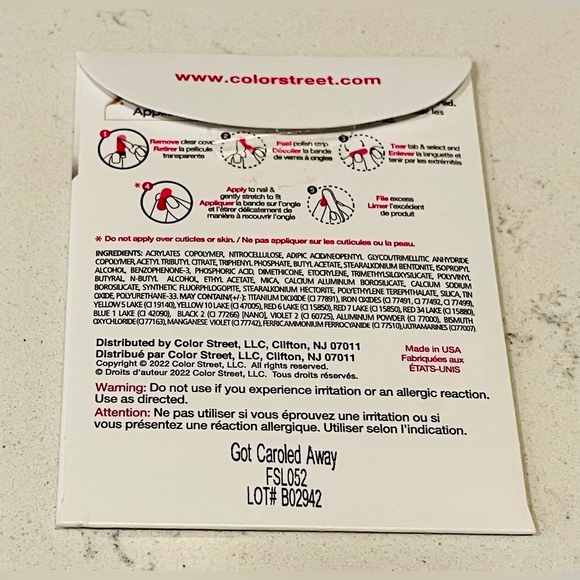 www.colorstreet.com
1
Remove clear cov
Retirer la pellicule
transparente
2
Peel polish strip
Décoller la bande
de vernis à ongles
3
Tear tab & select end
Enlever la languette et
tenir par les extrémités
*4
Apply to nail &
gently stretch to fit
Appliquer la bande sur l'ongle
et l'étirer délicatement de
manière à recouvrir l'ongle
5
File excess
Limer l'excédent
de produit
* Do not apply over cuticles or skin. / Ne pas appliquer sur les cuticules ou la peau.
INGREDIENTS: ACRYLATES COPOLYMER, NITROCELLULOSE, ADIPIC ACID/NEOPENTYL GLYCOL/TRIMELLITIC ANHYDRIDE
COPOLYMER, ACETYL TRIBUTYL CITRATE, TRIPHENYL PHOSPHATE, BUTYL ACETATE, STEARALKONIUM BENTONITE, ISOPROPYL
ALCOHOL, BENZOPHENONE-3, PHOSPHORIC ACID, DIMETHICONE, ETOCRYLENE, TRIMETHYLSILOXYSILICATE, POLYVINYL
BUTYRAL, N-BUTYL ALCOHOL, ETHYL ACETATE, MICA, CALCIUM ALUMINUM BOROSILICATE, CALCIUM SODIUM
BOROSILICATE, SYNTHETIC FLUORPHLOGOPITE, STEARALKONIUM HECTORITE, POLYETHYLENE TEREPHTHALATE, SILICA, TIN
OXIDE, POLYURETHANE-33. MAY CONTAIN/(+/-): TITANIUM DIOXIDE (CI 77891), IRON OXIDES (CI 77491, CI 77492, CI 77499),
YELLOW 5 LAKE (CI 19140), YELLOW 10 LAKE (CI 47005), RED 6 LAKE (CI 15850), RED 7 LAKE (CI 15850), RED 34 LAKE (CI 15880),
BLUE 1 LAKE (CI 42090), BLACK 2 (CI 77266) [NANO], VIOLET 2 (CI 60725), ALUMINUM POWDER (CI 77000), BISMUTH
OXYCHLORIDE (CI 77163), MANGANESE VIOLET (CI 77742), FERRIC AMMONIUM FERROCYANIDE (CI 77510), ULTRAMARINES (CI 77007).
Distributed by Color Street, LLC, Clifton, NJ 07011
Distribué par Color Street, LLC, Clifton, NJ 07011
Copyright © 2022 Color Street, LLC. All rights reserved.
© Droits d'auteur 2022 Color Street, LLC. Tous droits réservés.
Made in USA
Fabriquées aux
ÉTATS-UNIS
Warning: Do not use if you experience irritation or an allergic reaction.
Use as directed.
Attention: Ne pas utiliser si vous éprouvez une irritation ou si
vous présentez une réaction allergique. Utiliser selon l'indication.
Got Caroled Away
FSL052
LOT# B02942